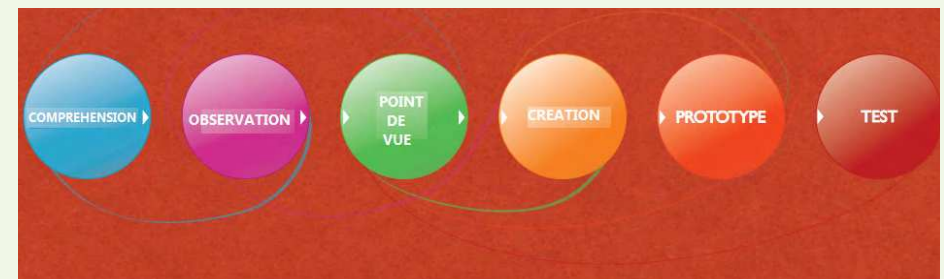 COMPREHENSION
OBSERVATION
POINT
DE
VUE
CREATION
PROTOTYPE
TEST